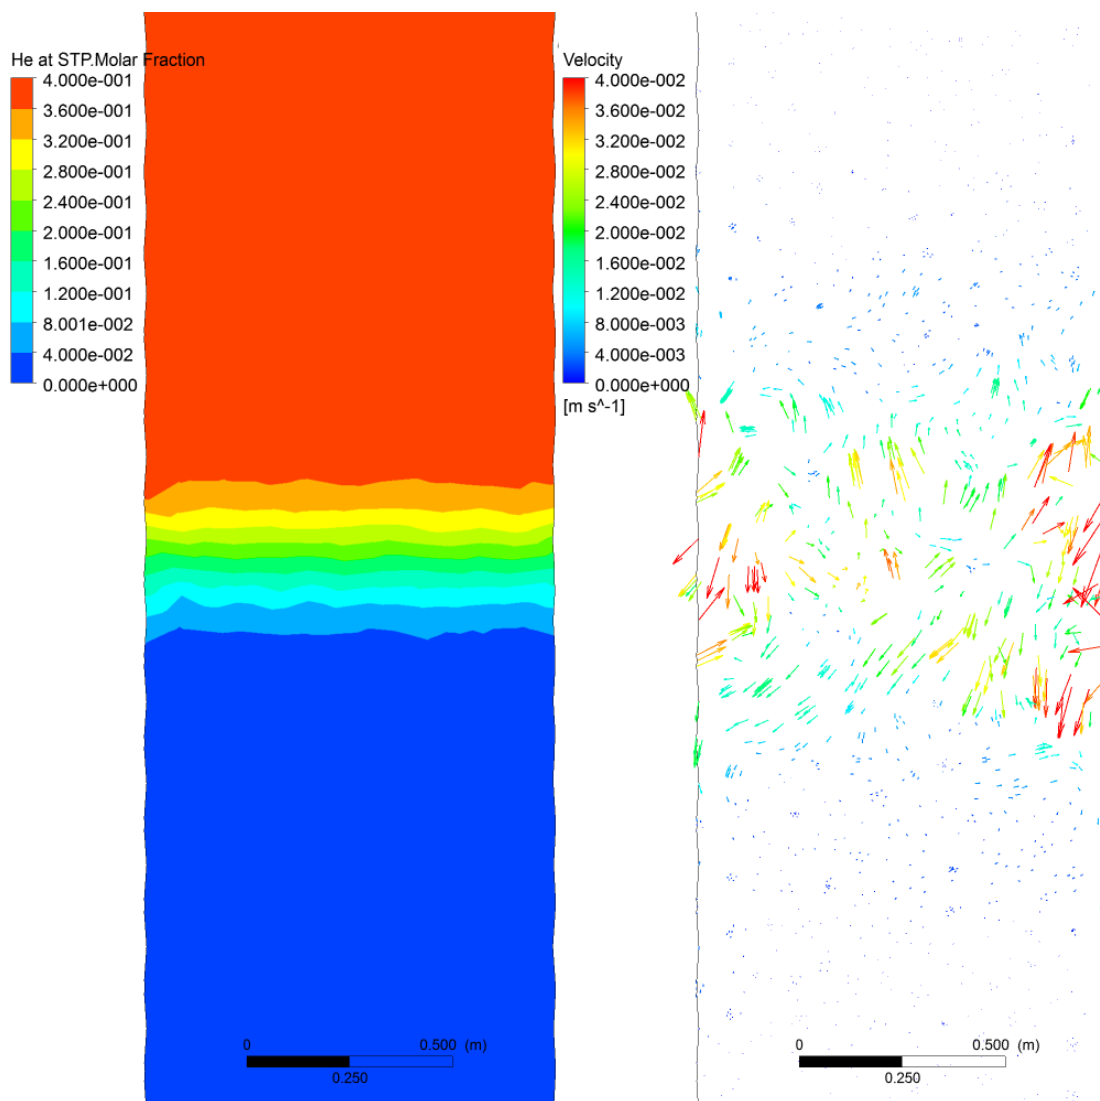 He at STP.Molar Fraction
4.000e-001
3.600e-001
3.200e-001
2.800e-001
2.400e-001
2.000e-001
1.600e-001
1.200e-001
8.001e-002
4.000e-002
0.000e+000
0 0.500 (m)
0.250
Velocity
4.000e-002
3.600e-002
3.200e-002
2.800e-002
2.400e-002
2.000e-002
1.600e-002
1.200e-002
8.000e-003
4.000e-003
0.000e+000
[m s^-1]
0 0.500 (m)
0.250